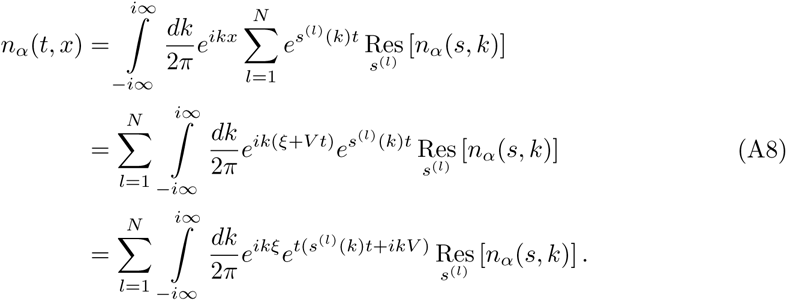 n_α(t, x) = ∫_{-i∞}^{i∞} dk/2π e^{ikx} ∑_{l=1}^{N} e^{s^{(l)}(k)t} Res_{s^{(l)}} [n_α(s, k)]
= ∑_{l=1}^{N} ∫_{-i∞}^{i∞} dk/2π e^{ik(ξ+Vt)} e^{s^{(l)}(k)t} Res_{s^{(l)}} [n_α(s, k)] (A8)
= ∑_{l=1}^{N} ∫_{-i∞}^{i∞} dk/2π e^{ikξ} e^{t(s^{(l)}(k)t+ikV)} Res_{s^{(l)}} [n_α(s, k)] .